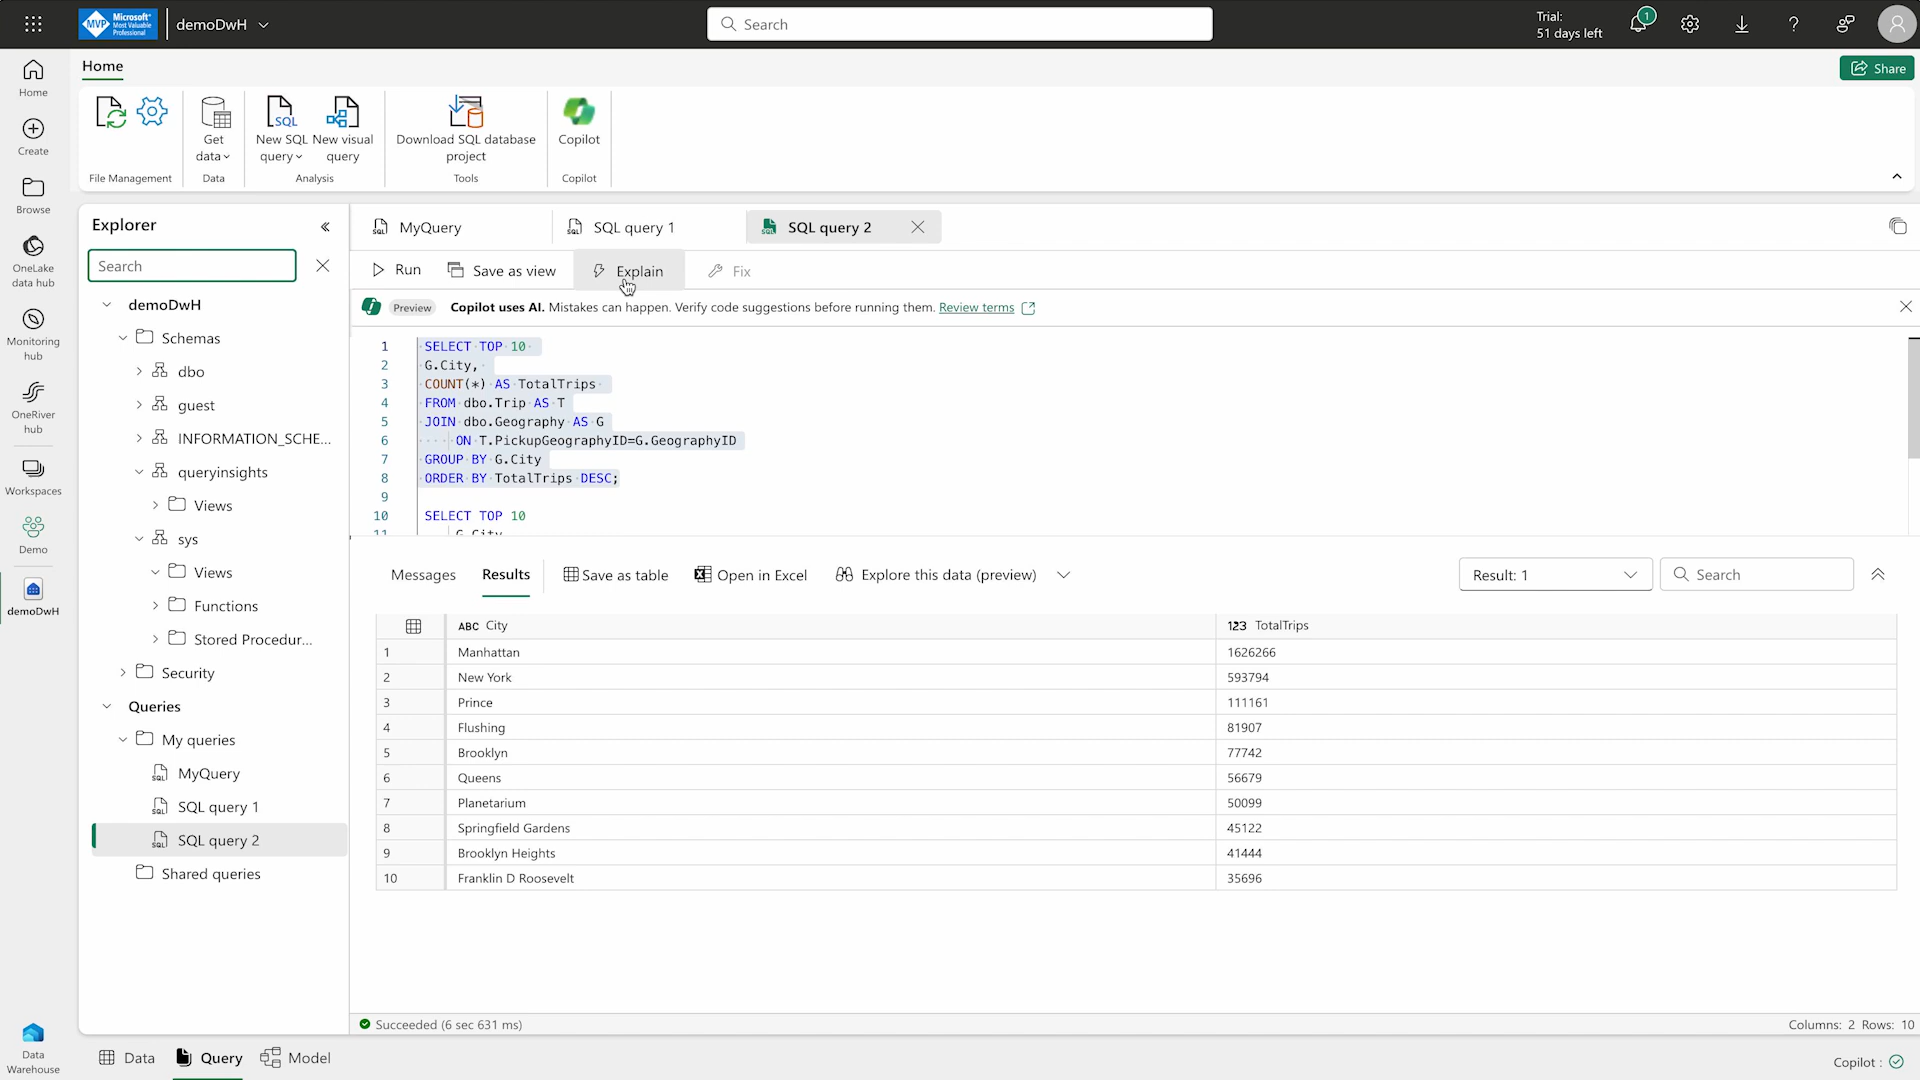 MVP Microsoft® Most Valuable Professional
demoDwH
Search
Trial:
51 days left
1
Home
Share
Home
Create
Browse
OneLake
data hub
Monitoring
hub
OneRiver
hub
Workspaces
Demo
demoDwH
Data
Warehouse
Get
data
New SQL
query
New visual
query
Download SQL database
project
Copilot
File Management
Data
Analysis
Tools
Copilot
Explorer
Search
demoDwH
Schemas
dbo
guest
INFORMATION_SCHE...
queryinsights
Views
sys
Views
Functions
Stored Procedur...
Security
Queries
My queries
MyQuery
SQL query 1
SQL query 2
Shared queries
MyQuery
SQL query 1
SQL query 2
Run
Save as view
Explain
Fix
Preview
Copilot uses AI. Mistakes can happen. Verify code suggestions before running them. Review terms
1 SELECT TOP 10
2 G.City,
3 COUNT(*) AS TotalTrips
4 FROM dbo.Trip AS T
5 JOIN dbo.Geography AS G
6 ON T.PickupGeographyID=G.GeographyID
7 GROUP BY G.City
8 ORDER BY TotalTrips DESC;
9
10 SELECT TOP 10
11 G.City
Messages
Results
Save as table
Open in Excel
Explore this data (preview)
Result: 1
Search
ABC City 123 TotalTrips
1 Manhattan 1626266
2 New York 593794
3 Prince 111161
4 Flushing 81907
5 Brooklyn 77742
6 Queens 56679
7 Planetarium 50099
8 Springfield Gardens 45122
9 Brooklyn Heights 41444
10 Franklin D Roosevelt 35696
Succeeded (6 sec 631 ms)
Columns: 2 Rows: 10
Data
Query
Model
Copilot :